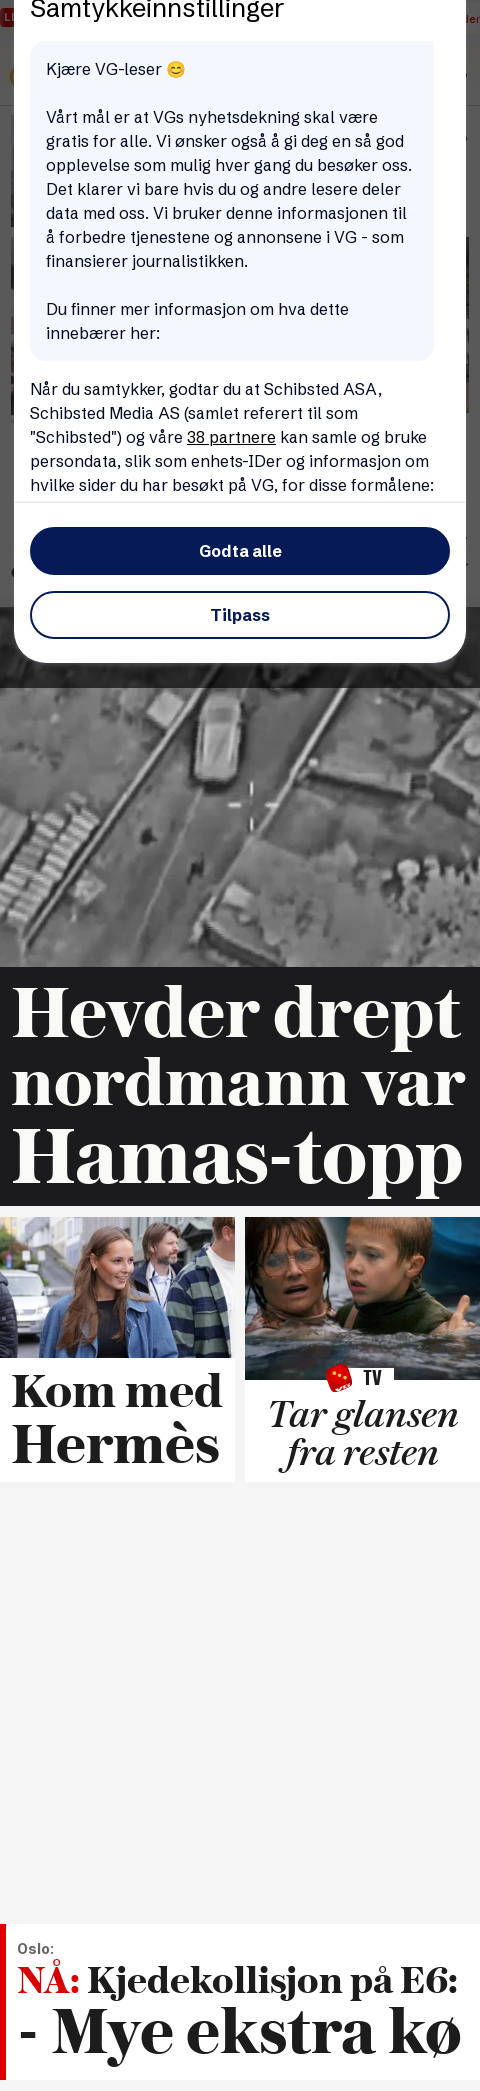 Samtykkeinnstillinger
Kjære VG-leser 😊
Vårt mål er at VGs nyhetsdekning skal være
gratis for alle. Vi ønsker også å gi deg en så god
opplevelse som mulig hver gang du besøker oss.
Det klarer vi bare hvis du og andre lesere deler
data med oss. Vi bruker denne informasjonen til
å forbedre tjenestene og annonsene i VG - som
finansierer journalistikken.
Du finner mer informasjon om hva dette
innebærer her:
Når du samtykker, godtar du at Schibsted ASA,
Schibsted Media AS (samlet referert til som
"Schibsted") og våre 38 partnere kan samle og bruke
persondata, slik som enhets-IDer og informasjon om
hvilke sider du har besøkt på VG, for disse formålene:
Godta alle
Tilpass
Hevder drept
nordmann var
Hamas-topp
Kom med
Hermès
TV
Tar glansen
fra resten
Oslo:
NÅ: Kjedekollisjon på E6:
- Mye ekstra kø